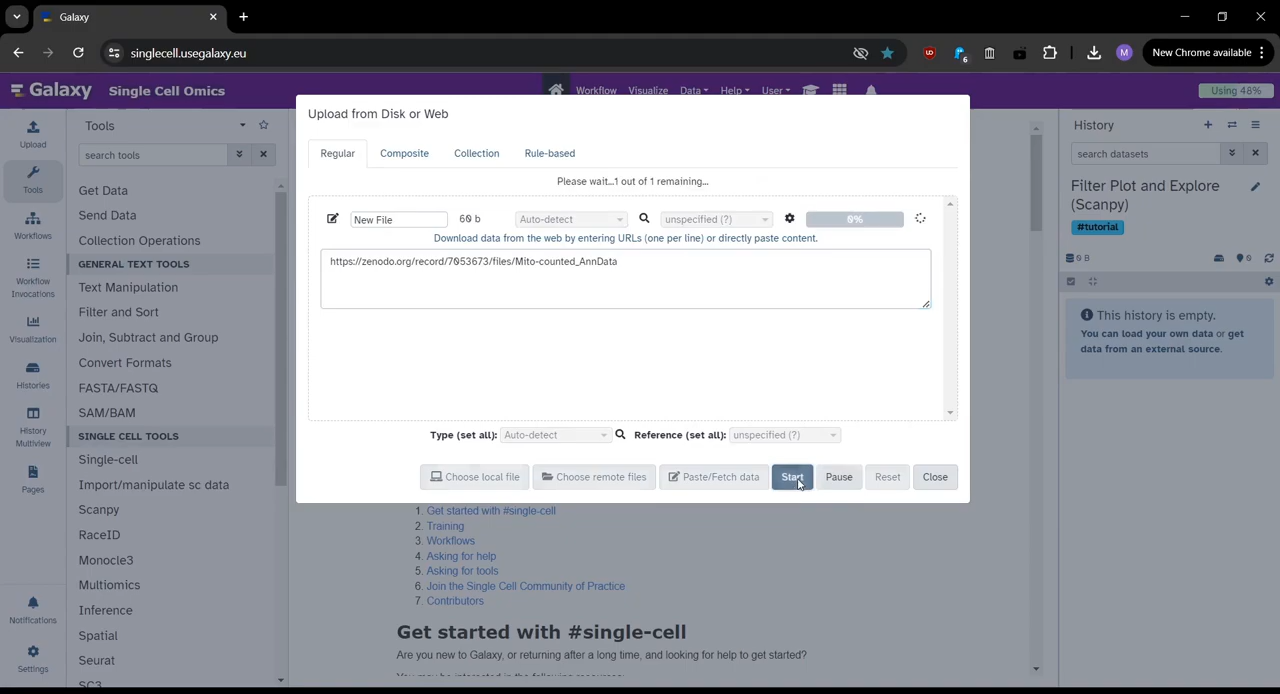 Galaxy
singlecell.usegalaxy.eu
6
M
New Chrome available
Galaxy
Single Cell Omics
Workflow
Visualize
Data
Help
User
Using 48%
Upload
Tools
Workflows
Workflow
Invocations
Visualization
Histories
History
Multiview
Pages
Notifications
Settings
Tools
search tools
Get Data
Send Data
Collection Operations
GENERAL TEXT TOOLS
Text Manipulation
Filter and Sort
Join, Subtract and Group
Convert Formats
FASTA/FASTQ
SAM/BAM
SINGLE CELL TOOLS
Single-cell
Import/manipulate sc data
Scanpy
RaceID
Monocle3
Multiomics
Inference
Spatial
Seurat
SC3
Upload from Disk or Web
Regular
Composite
Collection
Rule-based
Please wait...1 out of 1 remaining...
New File
60 b
Auto-detect
unspecified (?)
0%
Download data from the web by entering URLs (one per line) or directly paste content.
https://zenodo.org/record/7053673/files/Mito-counted_AnnData
Type (set all):
Auto-detect
Reference (set all):
unspecified (?)
Choose local file
Choose remote files
Paste/Fetch data
Start
Pause
Reset
Close
1. Get started with #single-cell
2. Training
3. Workflows
4. Asking for help
5. Asking for tools
6. Join the Single Cell Community of Practice
7. Contributors
Get started with #single-cell
Are you new to Galaxy, or returning after a long time, and looking for help to get started?
History
search datasets
Filter Plot and Explore
(Scanpy)
#tutorial
0 B
0
This history is empty.
You can load your own data or get
data from an external source.